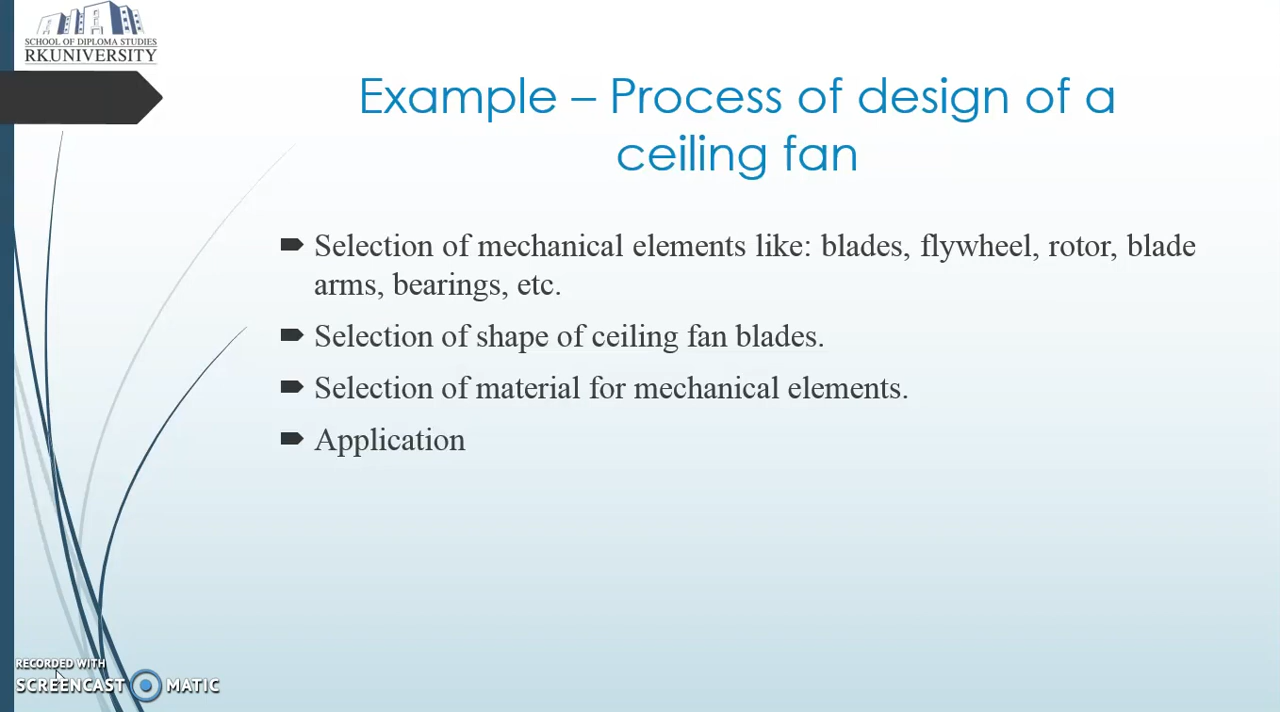 SCHOOL OF DIPLOMA STUDIES
RKUNIVERSITY
Example – Process of design of a
ceiling fan
Selection of mechanical elements like: blades, flywheel, rotor, blade
arms, bearings, etc.
Selection of shape of ceiling fan blades.
Selection of material for mechanical elements.
Application
RECORDED WITH
SCREENCAST MATIC